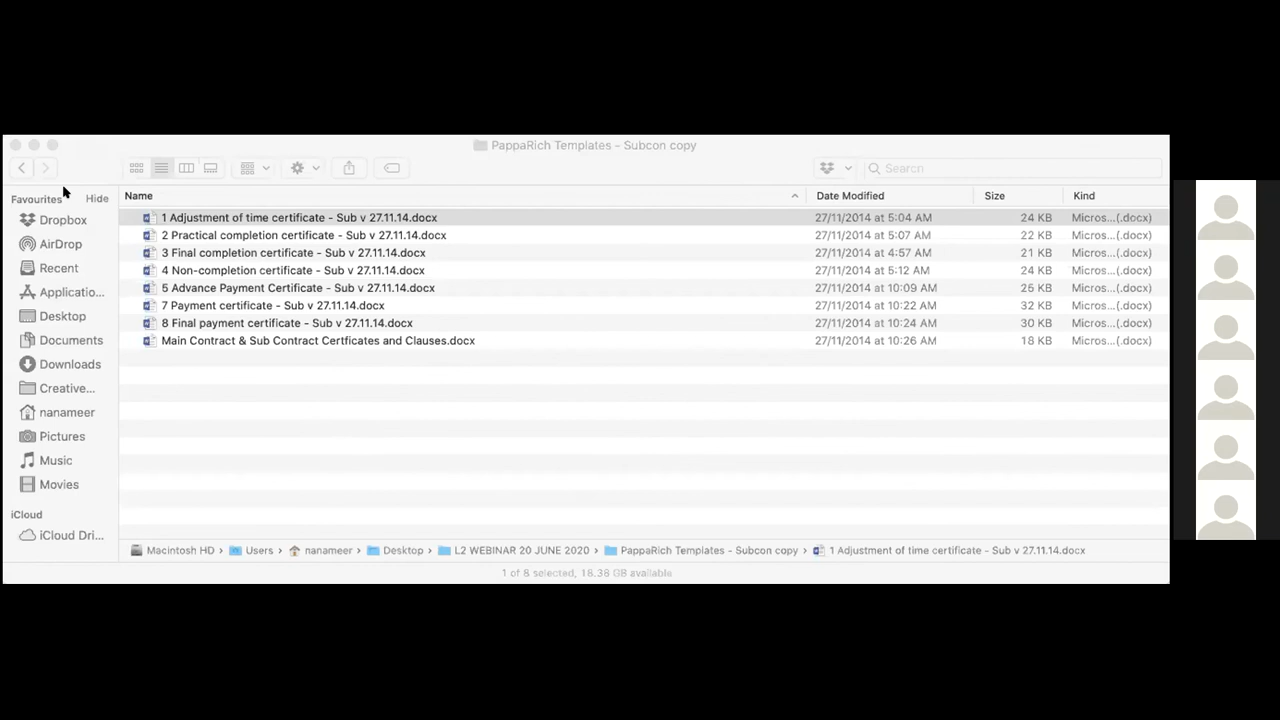 PappaRich Templates - Subcon copy
Search
Favourites Hide
Dropbox
AirDrop
Recent
Applicatio...
Desktop
Documents
Downloads
Creative...
nanameer
Pictures
Music
Movies
iCloud
iCloud Dri...
Name Date Modified Size Kind
1 Adjustment of time certificate - Sub v 27.11.14.docx 27/11/2014 at 5:04 AM 24 KB Micros...(.docx)
2 Practical completion certificate - Sub v 27.11.14.docx 27/11/2014 at 5:07 AM 22 KB Micros...(.docx)
3 Final completion certificate - Sub v 27.11.14.docx 27/11/2014 at 4:57 AM 21 KB Micros...(.docx)
4 Non-completion certificate - Sub v 27.11.14.docx 27/11/2014 at 5:12 AM 24 KB Micros...(.docx)
5 Advance Payment Certificate - Sub v 27.11.14.docx 27/11/2014 at 10:09 AM 25 KB Micros...(.docx)
7 Payment certificate - Sub v 27.11.14.docx 27/11/2014 at 10:22 AM 32 KB Micros...(.docx)
8 Final payment certificate - Sub v 27.11.14.docx 27/11/2014 at 10:24 AM 30 KB Micros...(.docx)
Main Contract & Sub Contract Certficates and Clauses.docx 27/11/2014 at 10:26 AM 18 KB Micros...(.docx)
Macintosh HD › Users › nanameer › Desktop › L2 WEBINAR 20 JUNE 2020 › PappaRich Templates - Subcon copy › 1 Adjustment of time certificate - Sub v 27.11.14.docx
1 of 8 selected, 18.38 GB available